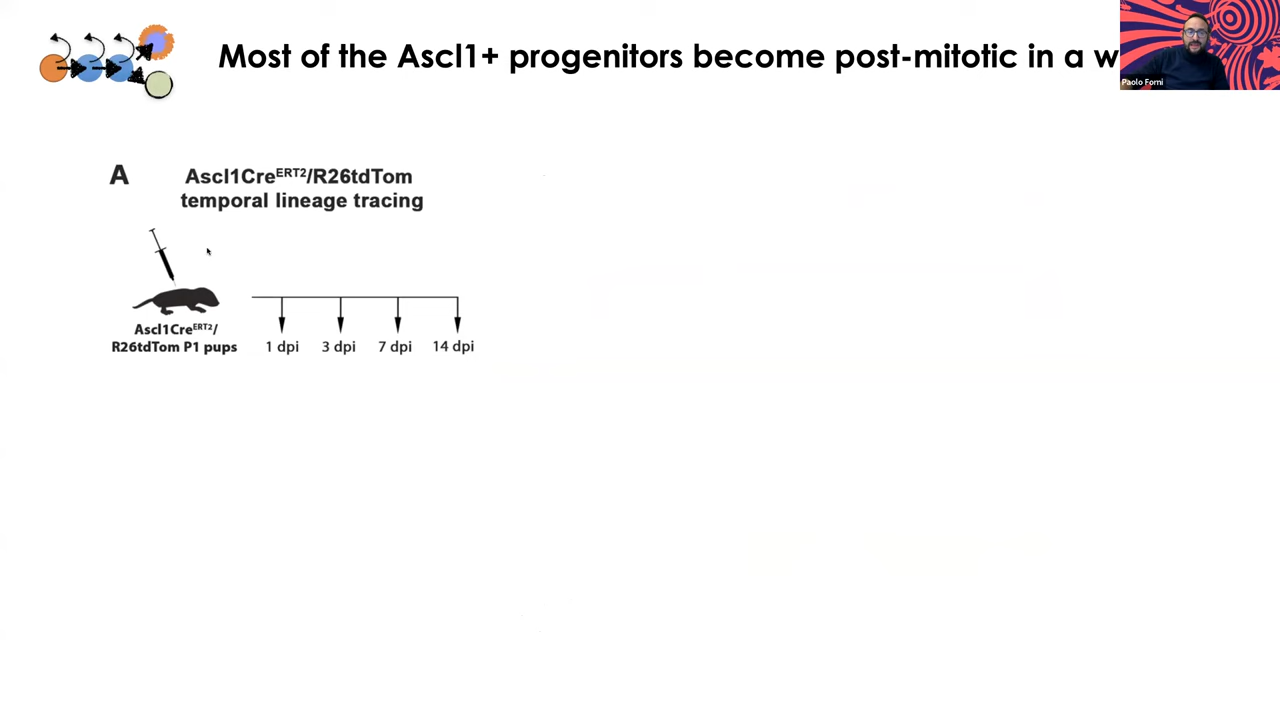 Most of the Ascl1+ progenitors become post-mitotic in a w
Paolo Forni
A
Ascl1Creᴱᴿᵀ²/R26tdTom
temporal lineage tracing
Ascl1Creᴱᴿᵀ²/
R26tdTom P1 pups
1 dpi 3 dpi 7 dpi 14 dpi